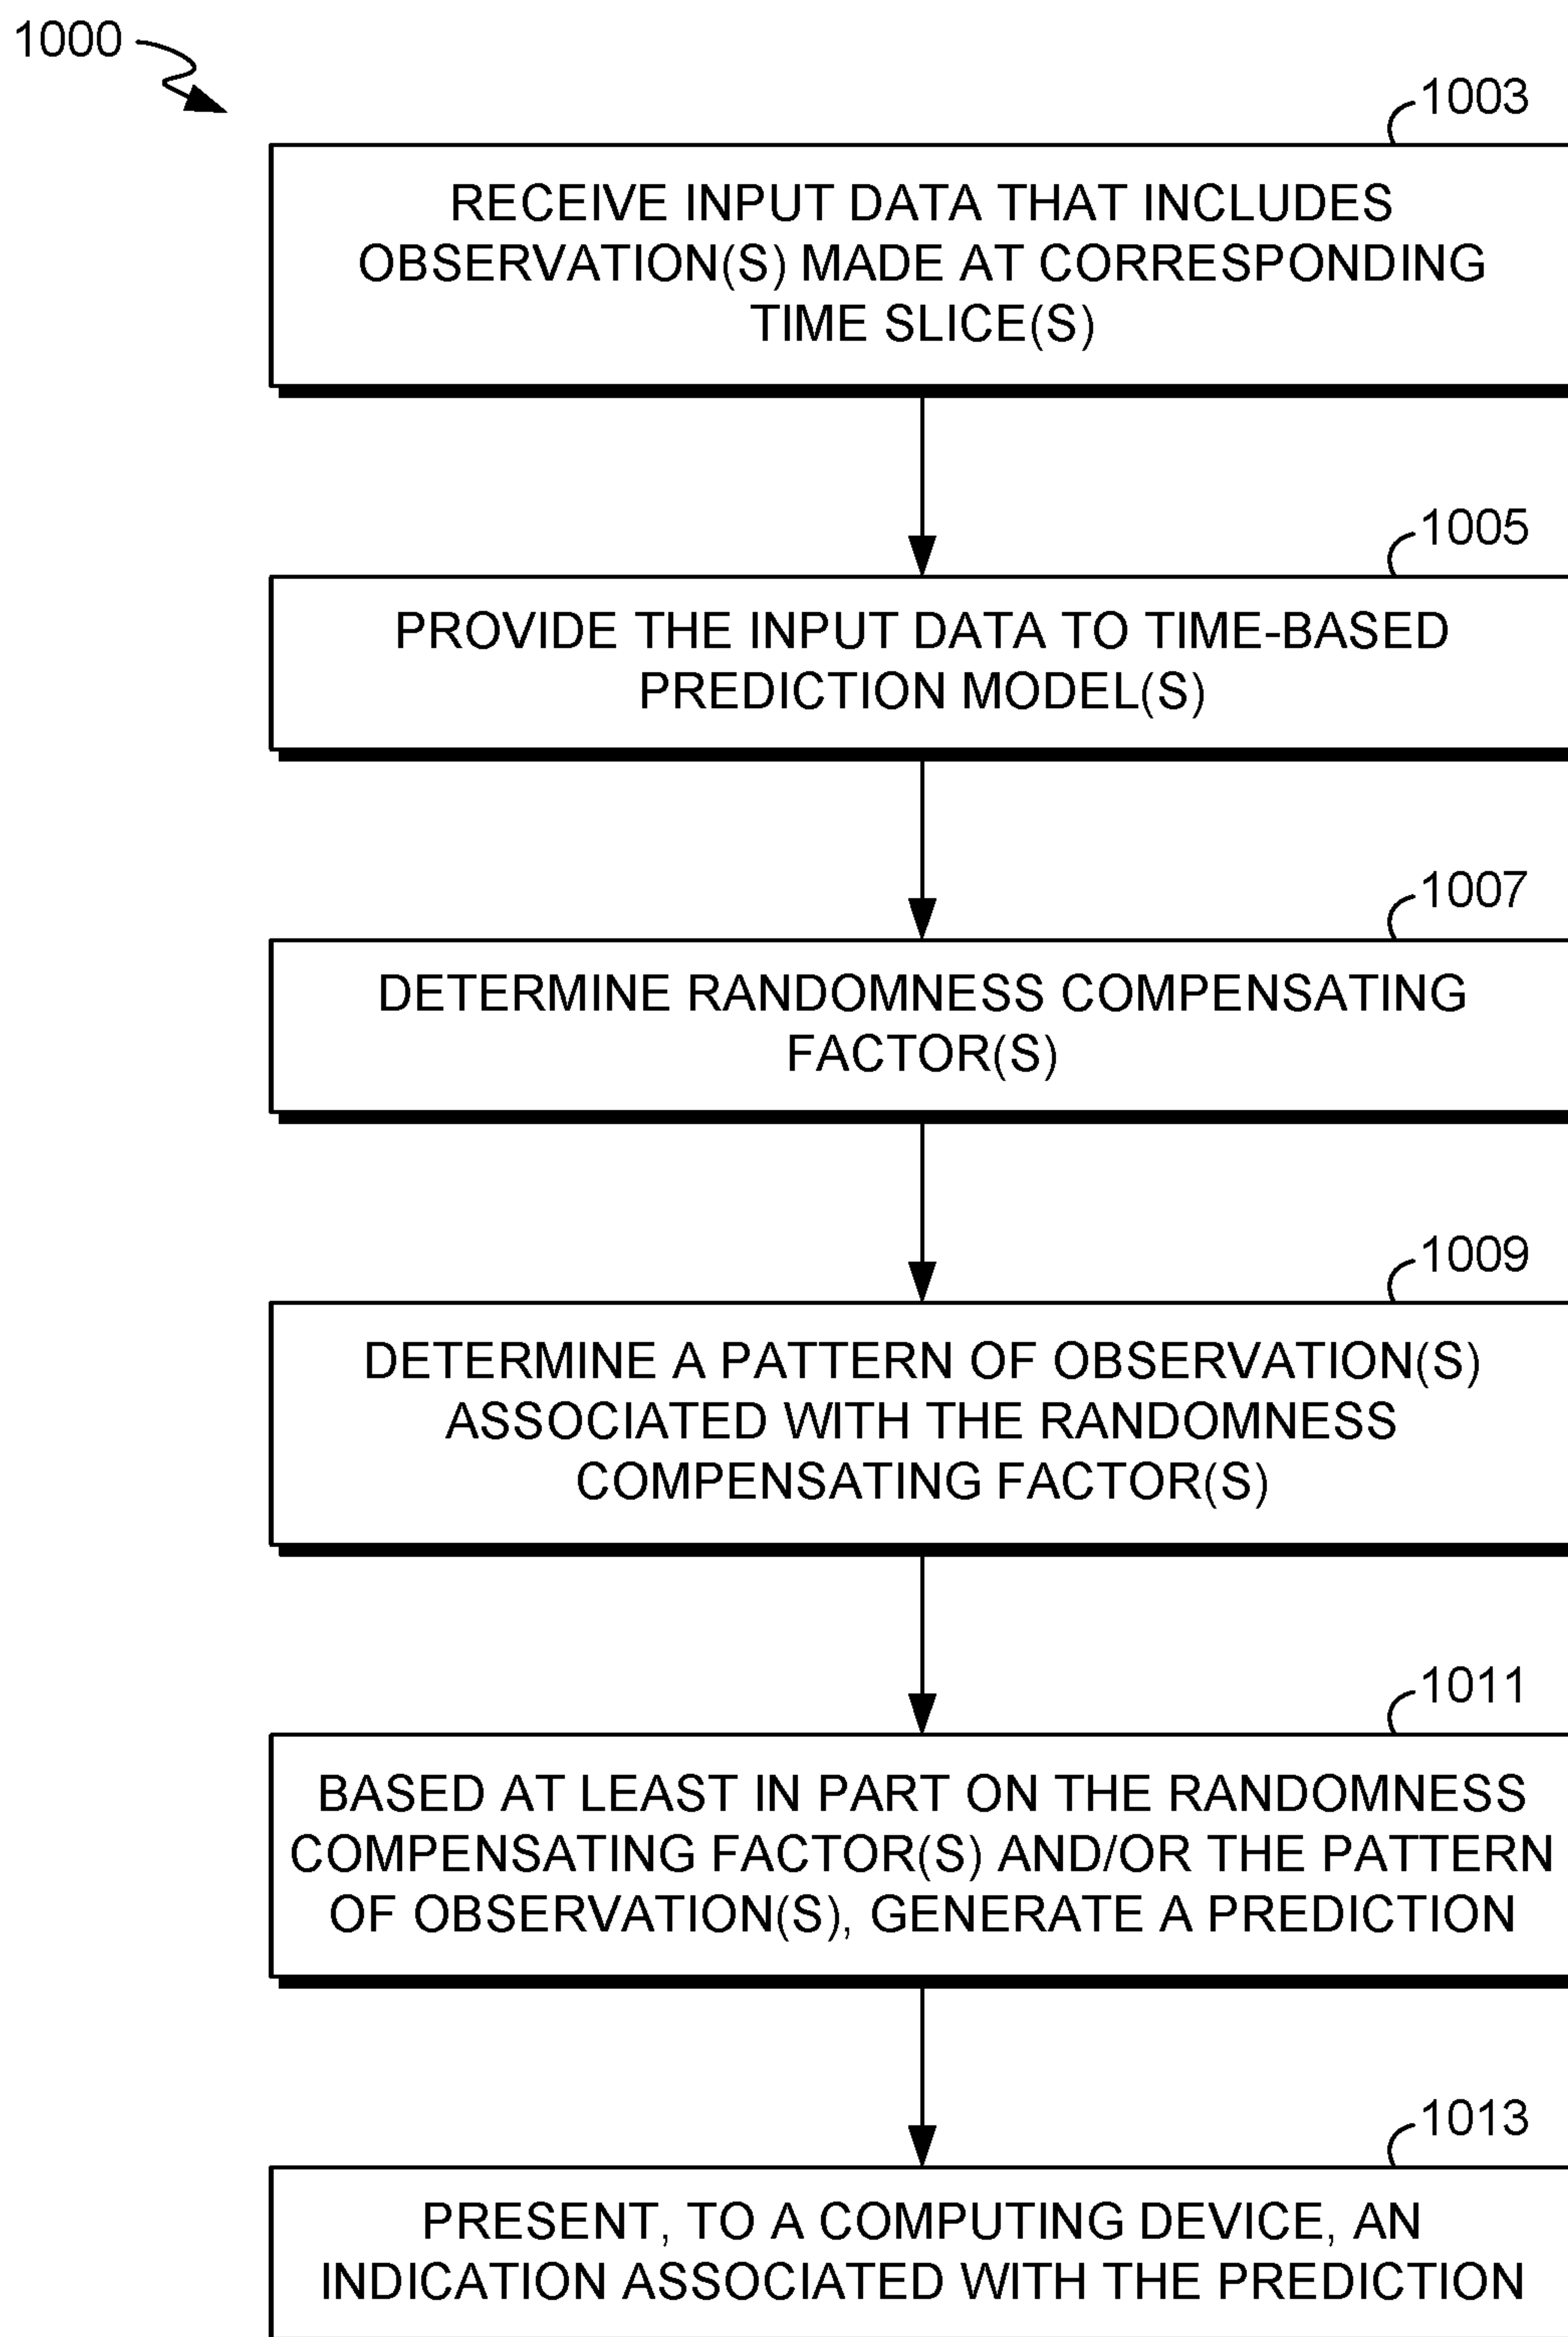 1000
1003
RECEIVE INPUT DATA THAT INCLUDES
OBSERVATION(S) MADE AT CORRESPONDING
TIME SLICE(S)
1005
PROVIDE THE INPUT DATA TO TIME-BASED
PREDICTION MODEL(S)
1007
DETERMINE RANDOMNESS COMPENSATING
FACTOR(S)
1009
DETERMINE A PATTERN OF OBSERVATION(S)
ASSOCIATED WITH THE RANDOMNESS
COMPENSATING FACTOR(S)
1011
BASED AT LEAST IN PART ON THE RANDOMNESS
COMPENSATING FACTOR(S) AND/OR THE PATTERN
OF OBSERVATION(S), GENERATE A PREDICTION
1013
PRESENT, TO A COMPUTING DEVICE, AN
INDICATION ASSOCIATED WITH THE PREDICTION